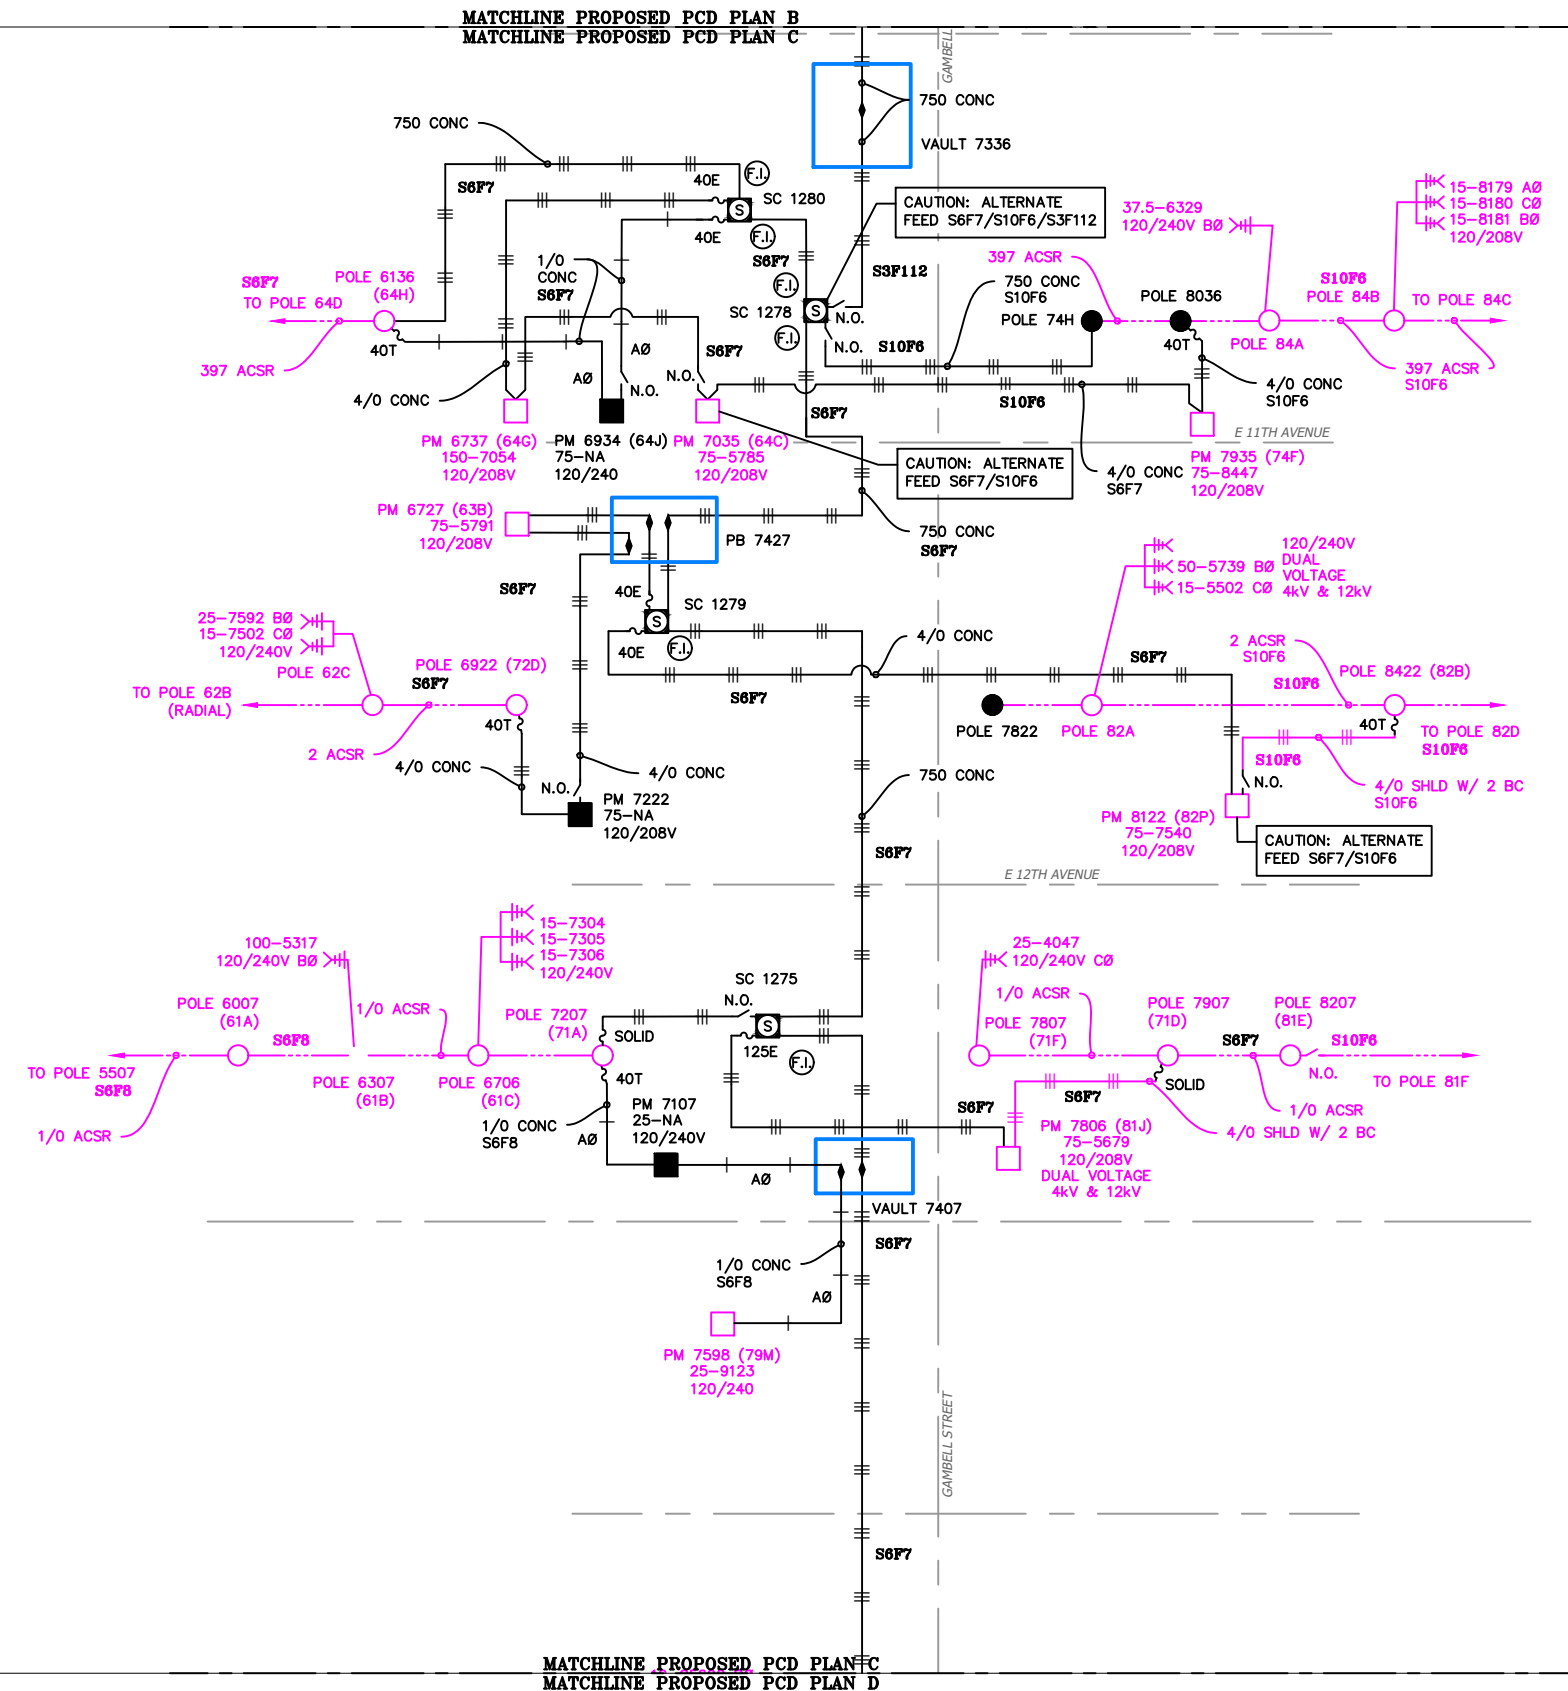 MATCHLINE PROPOSED PCD PLAN B
MATCHLINE PROPOSED PCD PLAN C
GAMBELL
750 CONC
VAULT 7336
750 CONC
S6F7
40E
F.I.
SC 1280
S
40E
F.I.
CAUTION: ALTERNATE
FEED S6F7/S10F6/S3F112
37.5-6329
120/240V BØ
15-8179 AØ
15-8180 CØ
15-8181 BØ
120/208V
S6F7
TO POLE 64D
POLE 6136
(64H)
1/0
CONC
S6F7
S6F7
F.I.
S3F112
397 ACSR
750 CONC
S10F6
POLE 8036
S10F6
POLE 84B
TO POLE 84C
SC 1278
S
N.O.
POLE 74H
F.I.
N.O.
S10F6
40T
POLE 84A
40T
397 ACSR
AØ
S6F7
4/0 CONC
AØ
N.O.
N.O.
4/0 CONC
S10F6
397 ACSR
S10F6
S10F6
S6F7
PM 6737 (64G)
150-7054
120/208V
PM 6934 (64J)
75-NA
120/240
PM 7035 (64C)
75-5785
120/208V
E 11TH AVENUE
CAUTION: ALTERNATE
FEED S6F7/S10F6
4/0 CONC
S6F7
PM 7935 (74F)
75-8447
120/208V
PM 6727 (63B)
75-5791
120/208V
PB 7427
750 CONC
S6F7
120/240V
DUAL
VOLTAGE
4kV & 12kV
50-5739 BØ
15-5502 CØ
S6F7
40E
SC 1279
S
40E
F.I.
25-7592 BØ
15-7502 CØ
120/240V
POLE 62C
POLE 6922 (72D)
S6F7
4/0 CONC
S6F7
2 ACSR
S10F6
POLE 8422 (82B)
S10F6
TO POLE 62B
(RADIAL)
S6F7
40T
POLE 7822
POLE 82A
40T
TO POLE 82D
S10F6
2 ACSR
4/0 CONC
4/0 CONC
750 CONC
S10F6
N.O.
N.O.
4/0 SHLD W/ 2 BC
S10F6
PM 7222
75-NA
120/208V
PM 8122 (82P)
75-7540
120/208V
CAUTION: ALTERNATE
FEED S6F7/S10F6
S6F7
E 12TH AVENUE
100-5317
120/240V BØ
15-7304
15-7305
15-7306
120/240V
25-4047
120/240V CØ
SC 1275
N.O.
S
125E
F.I.
POLE 6007
(61A)
S6F8
1/0 ACSR
POLE 7207
(71A)
SOLID
1/0 ACSR
POLE 7807
(71F)
POLE 7907
(71D)
POLE 8207
(81E)
S6F7
S10F6
TO POLE 5507
S6F8
POLE 6307
(61B)
POLE 6706
(61C)
40T
N.O.
TO POLE 81F
SOLID
1/0 ACSR
1/0 CONC
S6F8
AØ
PM 7107
25-NA
120/240V
S6F7
S6F7
1/0 ACSR
4/0 SHLD W/ 2 BC
PM 7806 (81J)
75-5679
120/208V
DUAL VOLTAGE
4kV & 12kV
AØ
VAULT 7407
S6F7
1/0 CONC
S6F8
AØ
PM 7598 (79M)
25-9123
120/240
GAMBELL STREET
S6F7
MATCHLINE PROPOSED PCD PLAN C
MATCHLINE PROPOSED PCD PLAN D